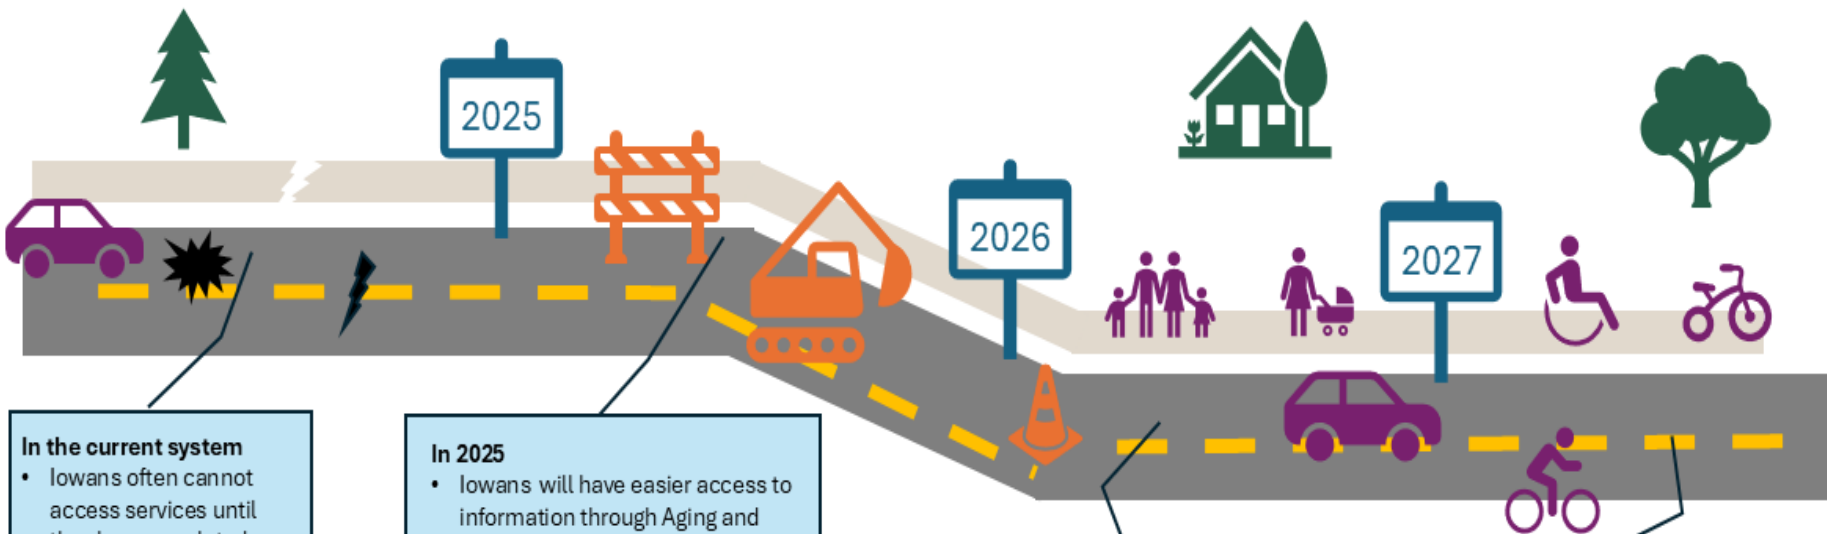 2025
2026
2027
In the current system
• Iowans often cannot
access services until
In 2025
• Iowans will have easier access to
information through Aging and